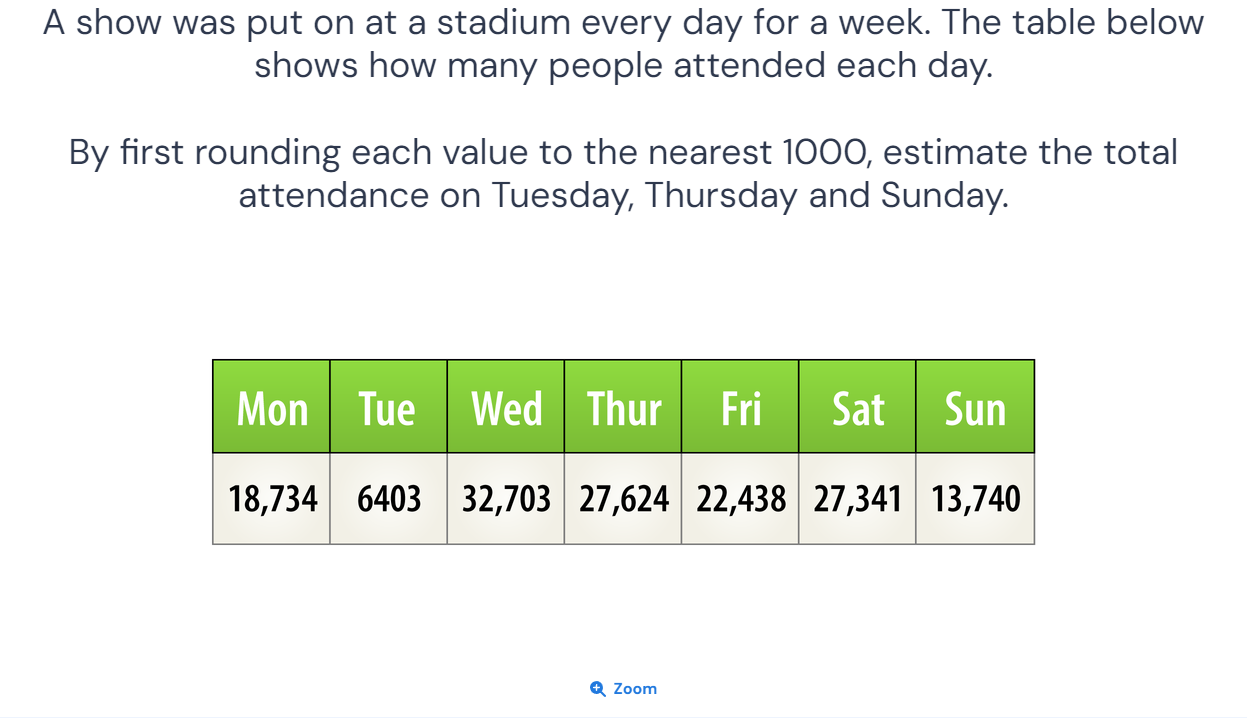 A show was put on at a stadium every day for a week. The table below
shows how many people attended each day.
By first rounding each value to the nearest 1000, estimate the total
attendance on Tuesday, Thursday and Sunday.
Mon Tue Wed Thur Fri Sat Sun
18,734 6403 32,703 27,624 22,438 27,341 13,740
Zoom